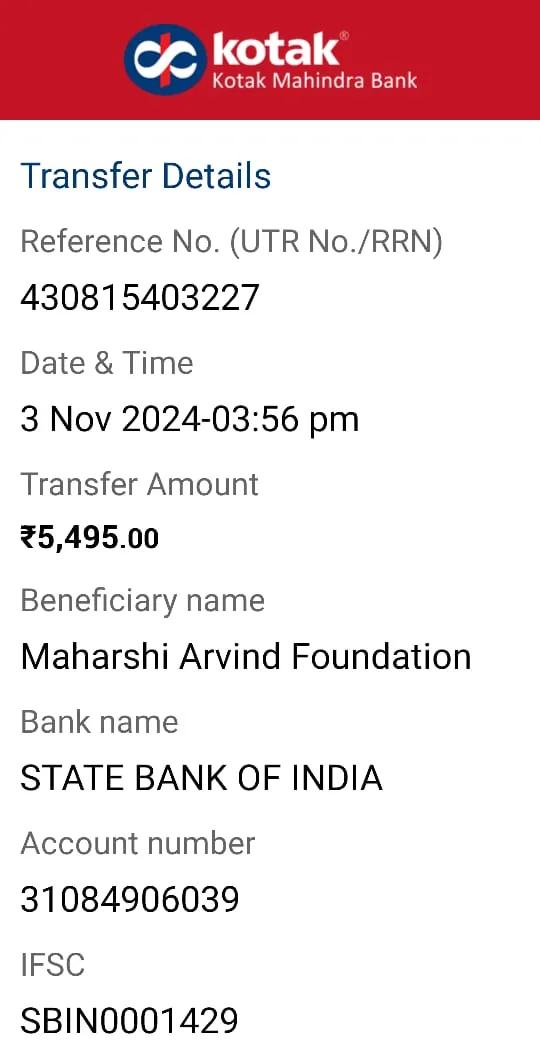 kotak®
Kotak Mahindra Bank
Transfer Details
Reference No. (UTR No./RRN)
430815403227
Date & Time
3 Nov 2024-03:56 pm
Transfer Amount
₹5,495.00
Beneficiary name
Maharshi Arvind Foundation
Bank name
STATE BANK OF INDIA
Account number
31084906039
IFSC
SBIN0001429